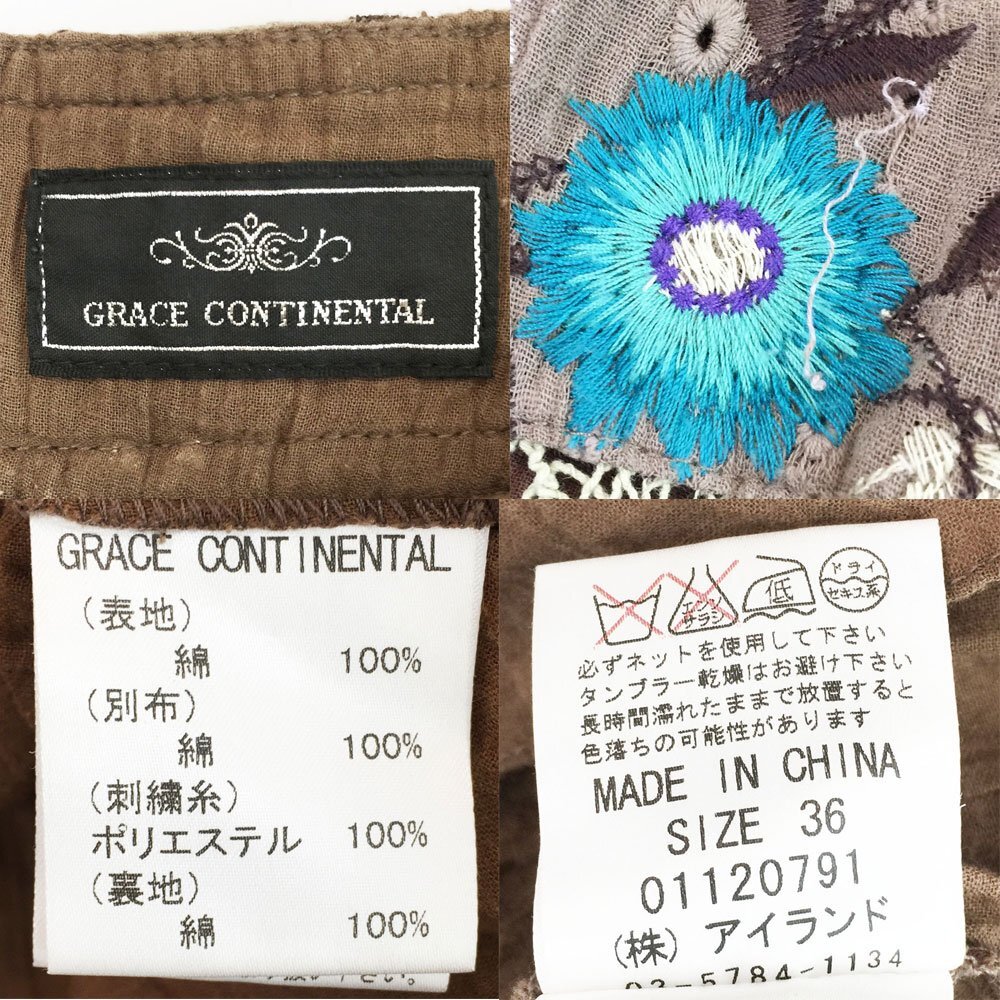 GRACE CONTINENTAL
GRACE CONTINENTAL
(表地)
綿 100%
(別布)
綿 100%
(刺繍糸)
ポリエステル 100%
(裏地)
綿 100%
エンソ
サラシ
低
ドライ
セキユ系
必ずネットを使用して下さい
タンブラー乾燥はお避け下さい
長時間濡れたままで放置すると
色落ちの可能性があります
MADE IN CHINA
SIZE 36
01120791
(株) アイランド
03-5784-1134